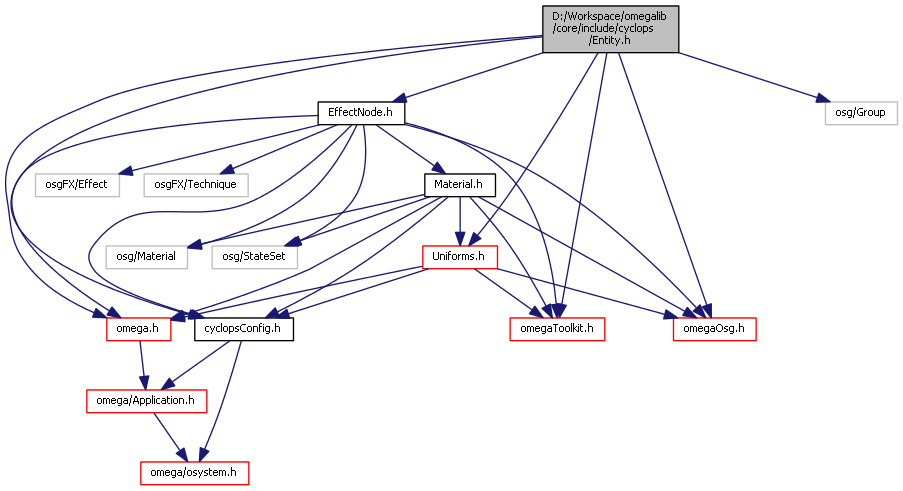 D:/Workspace/omegalib
/core/include/cyclops
/Entity.h
EffectNode.h
osg/Group
osgFX/Effect
osgFX/Technique
Material.h
osg/Material
osg/StateSet
Uniforms.h
omega.h
cyclopsConfig.h
omegaToolkit.h
omegaOsg.h
omega/Application.h
omega/osystem.h